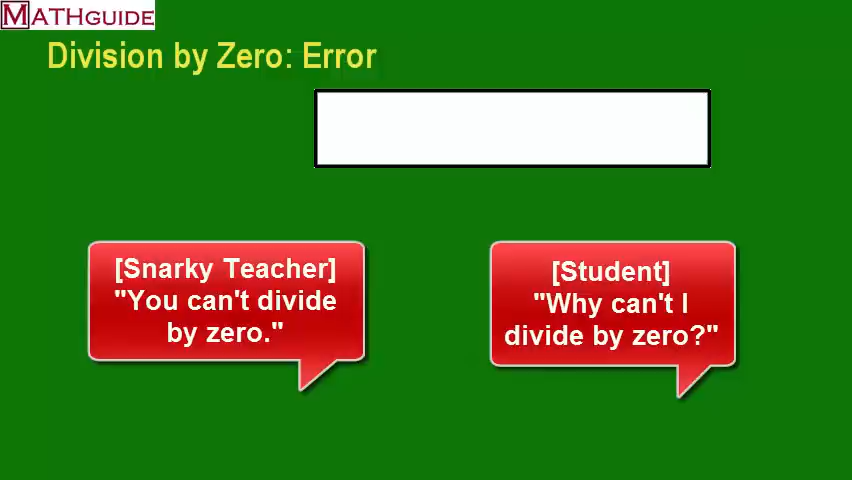 MATHGUIDE
Division by Zero: Error
[Snarky Teacher]
"You can't divide
by zero."
[Student]
"Why can't I
divide by zero?"